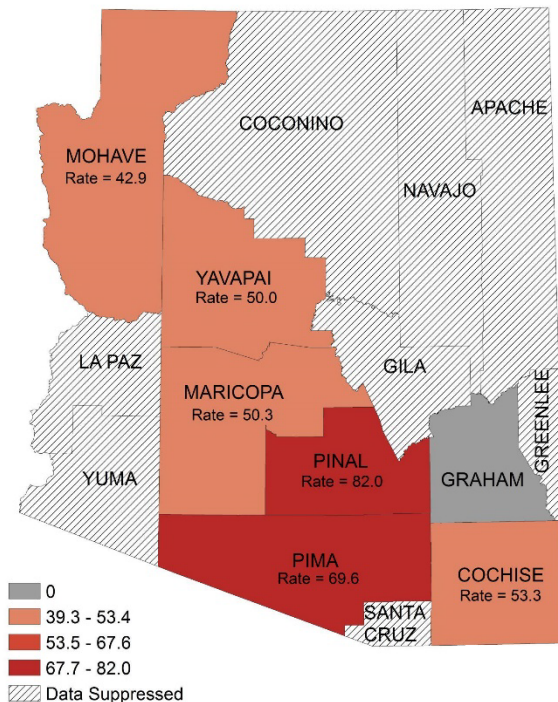 COCONINO
APACHE
MOHAVE
Rate = 42.9
NAVAJO
YAVAPAI
Rate = 50.0
LA PAZ
GILA
MARICOPA
Rate = 50.3
GREENLEE
PINAL
Rate = 82.0
YUMA
GRAHAM
PIMA
Rate = 69.6
COCHISE
Rate = 53.3
SANTA
CRUZ
0
39.3 - 53.4
53.5 - 67.6
67.7 - 82.0
Data Suppressed